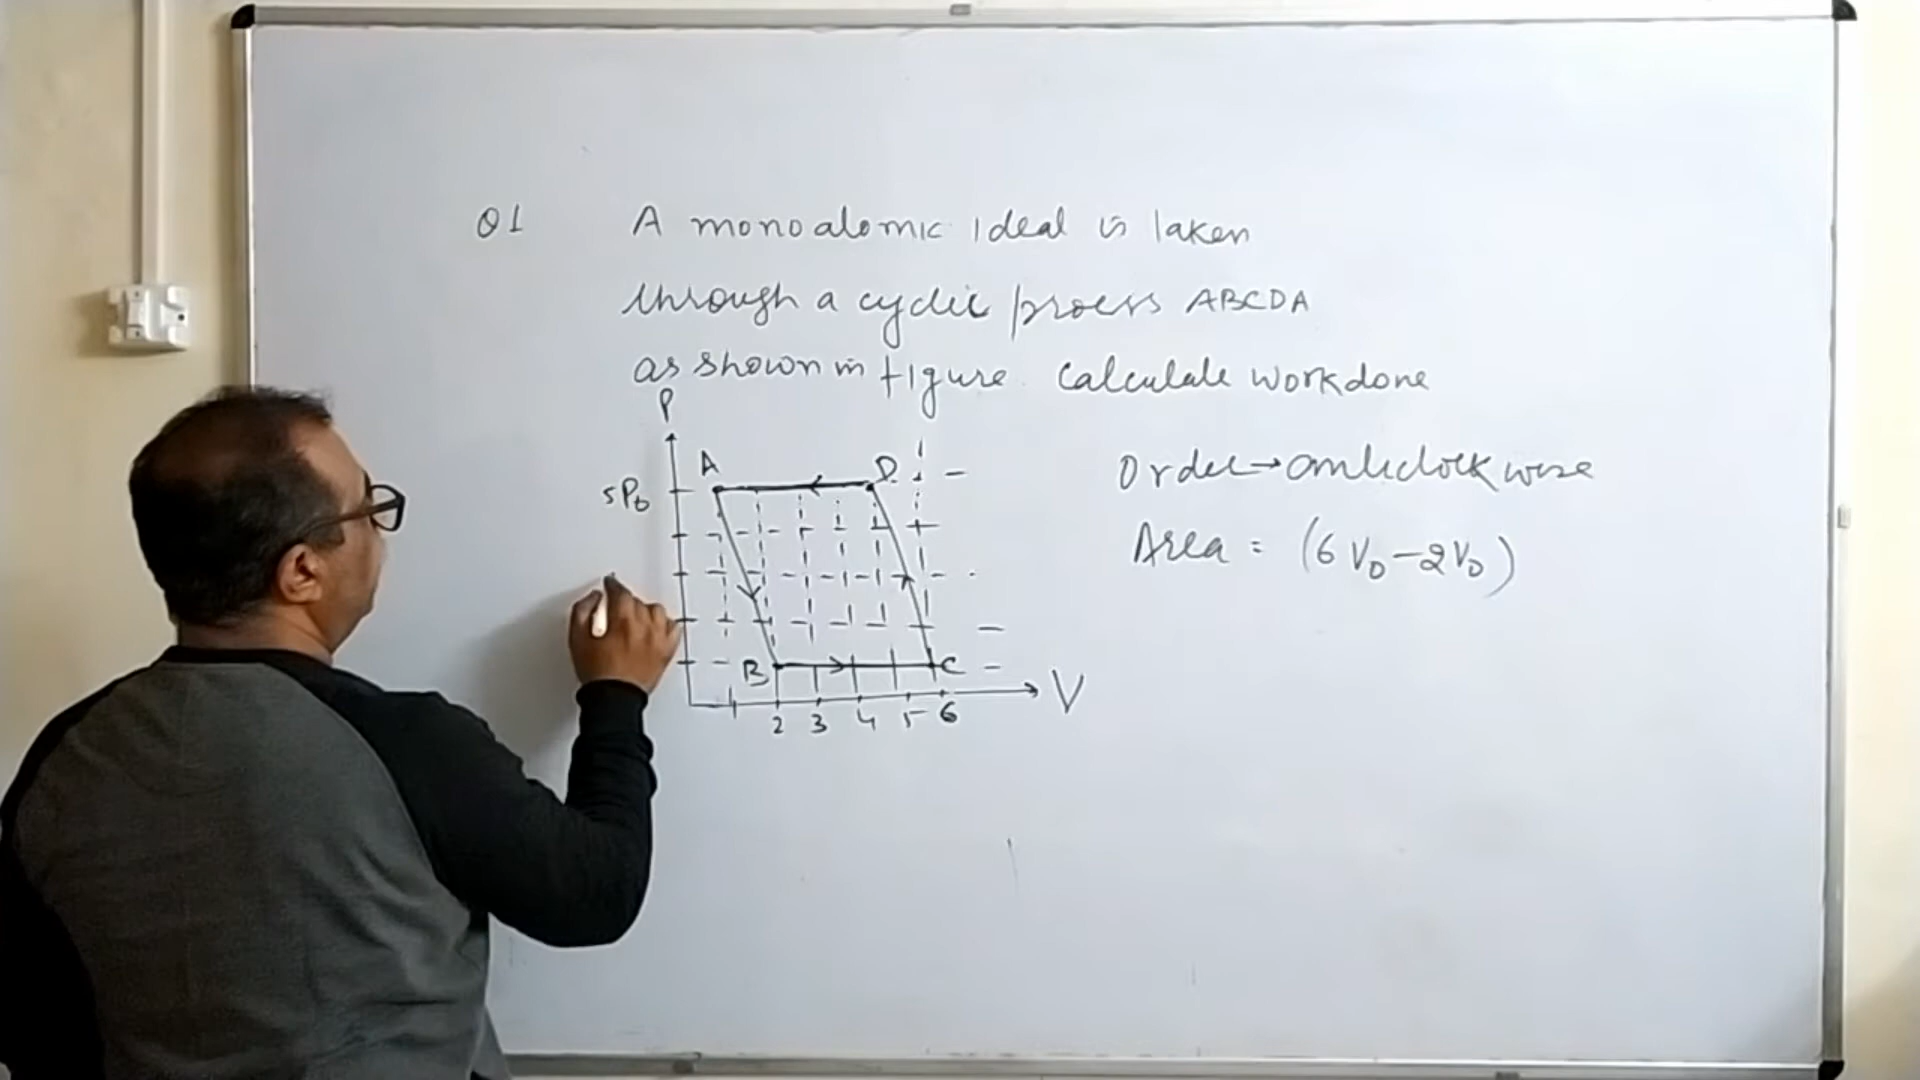 Q1 A monoatomic ideal is taken
through a cyclic process ABCDA
as shown in figure. Calculate workdone
P
A D
5P₀
B C
V
2 3 4 5 6
Order → anticlockwise
Area = (6V₀ - 2V₀)